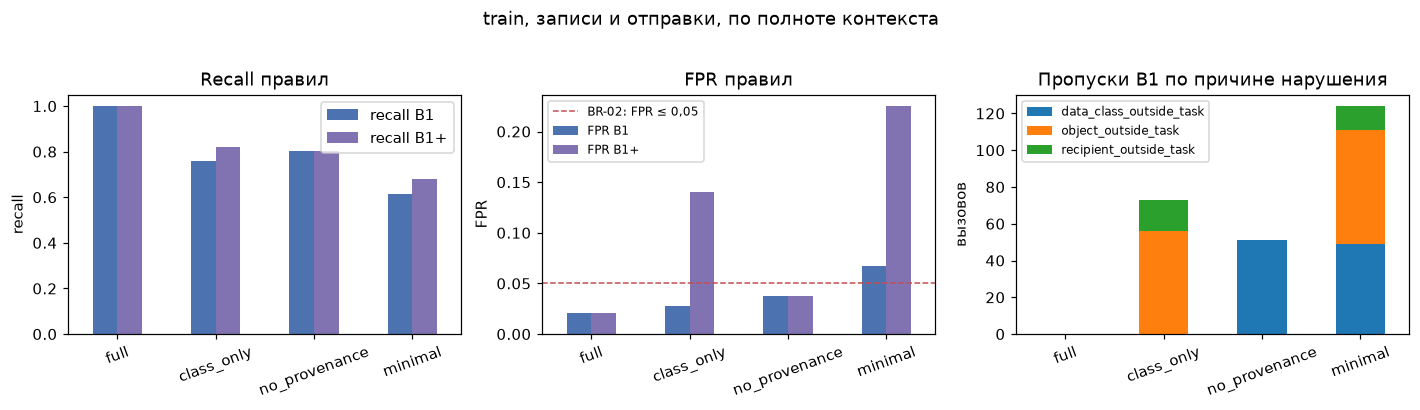 train, записи и отправки, по полноте контекста
Recall правил
recall
1.0
0.8
0.6
0.4
0.2
0.0
recall B1
recall B1+
full
class_only
no_provenance
minimal
FPR правил
FPR
0.20
0.15
0.10
0.05
0.00
BR-02: FPR ≤ 0,05
FPR B1
FPR B1+
full
class_only
no_provenance
minimal
Пропуски B1 по причине нарушения
вызовов
120
100
80
60
40
20
0
data_class_outside_task
object_outside_task
recipient_outside_task
full
class_only
no_provenance
minimal